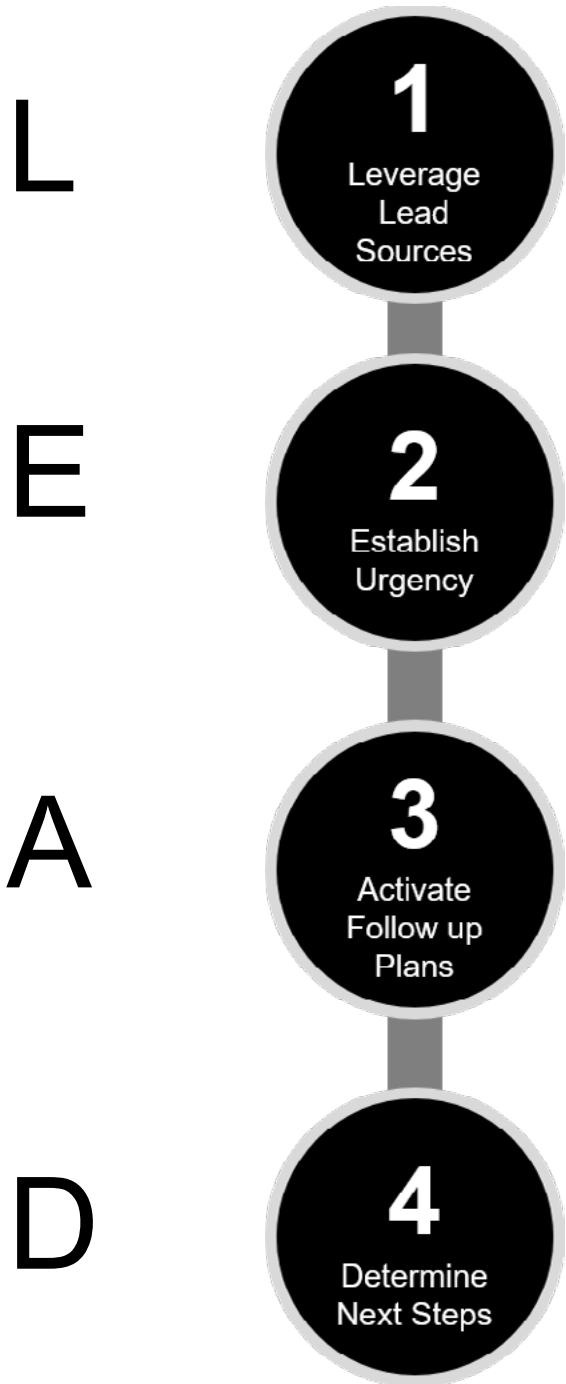 L
1
Leverage
Lead
Sources
E
2
Establish
Urgency
A
3
Activate
Follow up
Plans
D
4
Determine
Next Steps